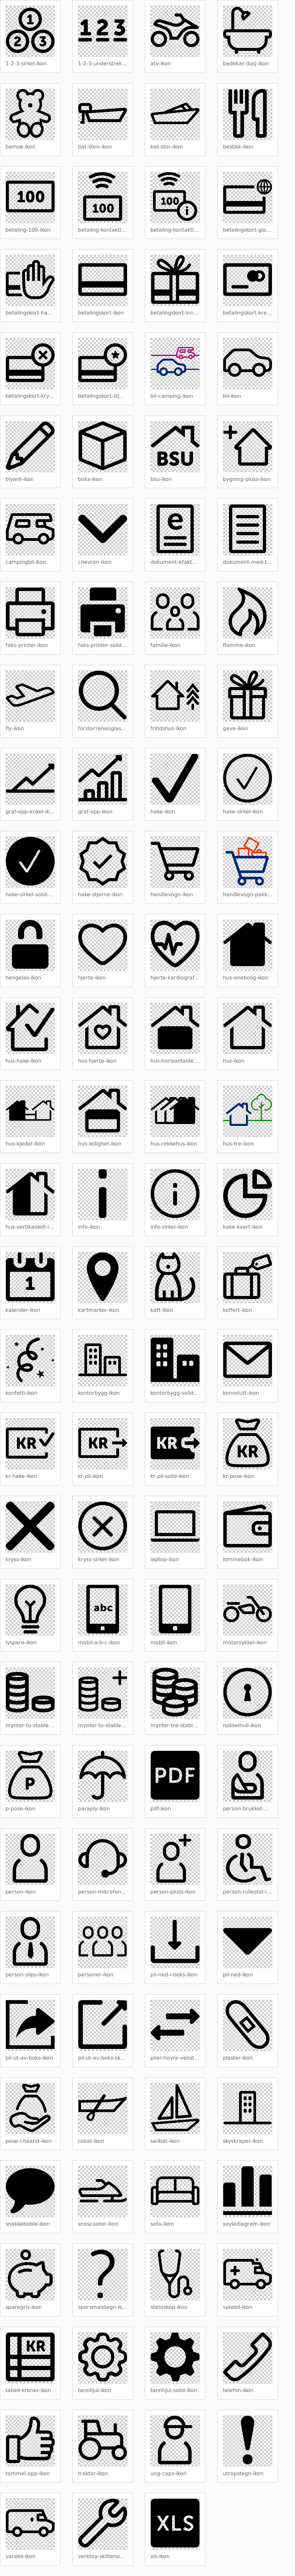 1 2 3
1 2 3
1-2-3-sirkel-ikon 1-2-3-understrek... atv-ikon badekar-dusj-ikon
bamse-ikon bat-liten-ikon bat-stor-ikon bestikk-ikon
100 100 100 i
betaling-100-ikon betaling-kontaktl... betaling-kontaktl... betalingskort-glo...
betalingskort-ha... betalingskort-ikon betalingskort-inn... betalingskort-kre...
betalingskort-kry... betalingskort-stj... bil-camping-ikon bil-ikon
BSU
blyant-ikon boks-ikon bsu-ikon bygning-pluss-ikon
e
campingbil-ikon chevron-ikon dokument-efakt... dokument-med-t...
faks-printer-ikon faks-printer-solid... familie-ikon flamme-ikon
fly-ikon forstorrelsesglas... fritidshus-ikon gave-ikon
graf-opp-enkel-ik... graf-opp-ikon hake-ikon hake-sirkel-ikon
hake-sirkel-solid-... hake-stjerne-ikon handlevogn-ikon handlevogn-pakk...
hengelas-ikon hjerte-ikon hjerte-kardiograf... hus-enebolig-ikon
hus-hake-ikon hus-hjerte-ikon hus-horisontalde... hus-ikon
hus-kjedet-ikon hus-leilighet-ikon hus-rekkehus-ikon hus-tre-ikon
i i
hus-vertikaldelt-i... info-ikon info-sirkel-ikon kake-kvart-ikon
1
kalender-ikon kartmarkor-ikon katt-ikon koffert-ikon
konfetti-ikon kontorbygg-ikon kontorbygg-solid... konvolutt-ikon
KR KR KR KR
kr-hake-ikon kr-pil-ikon kr-pil-solid-ikon kr-pose-ikon
kryss-ikon kryss-sirkel-ikon laptop-ikon lommebok-ikon
abc
lyspare-ikon mobil-a-b-c-ikon mobil-ikon motorsykkel-ikon
mynter-to-stable... mynter-to-stable... mynter-tre-stabl... nokkelhull-ikon
P PDF
p-pose-ikon paraply-ikon pdf-ikon person-brukket-...
person-ikon person-mikrofon... person-pluss-ikon person-rullestol-i...
person-slips-ikon personer-ikon pil-ned-i-boks-ikon pil-ned-ikon
pil-ut-av-boks-ikon pil-ut-av-boks-sk... piler-hoyre-venst... plaster-ikon
pose-i-haand-ikon robat-ikon seilbat-ikon skyskraper-ikon
snakkeboble-ikon snoscooter-ikon sofa-ikon soylediagram-ikon
?
sparegris-ikon sporsmalstegn-ik... stetoskop-ikon sykebil-ikon
KR
tabell-kroner-ikon tannhjul-ikon tannhjul-solid-ikon telefon-ikon
!
tommel-opp-ikon traktor-ikon ung-caps-ikon utropstegn-ikon
XLS
varebil-ikon verktoy-skifteno... xls-ikon